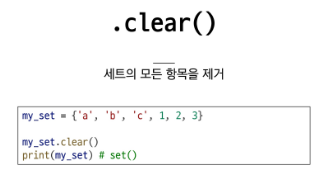 .clear()
세트의 모든 항목을 제거
my_set = {'a', 'b', 'c', 1, 2, 3}
my_set.clear()
print(my_set) # set()